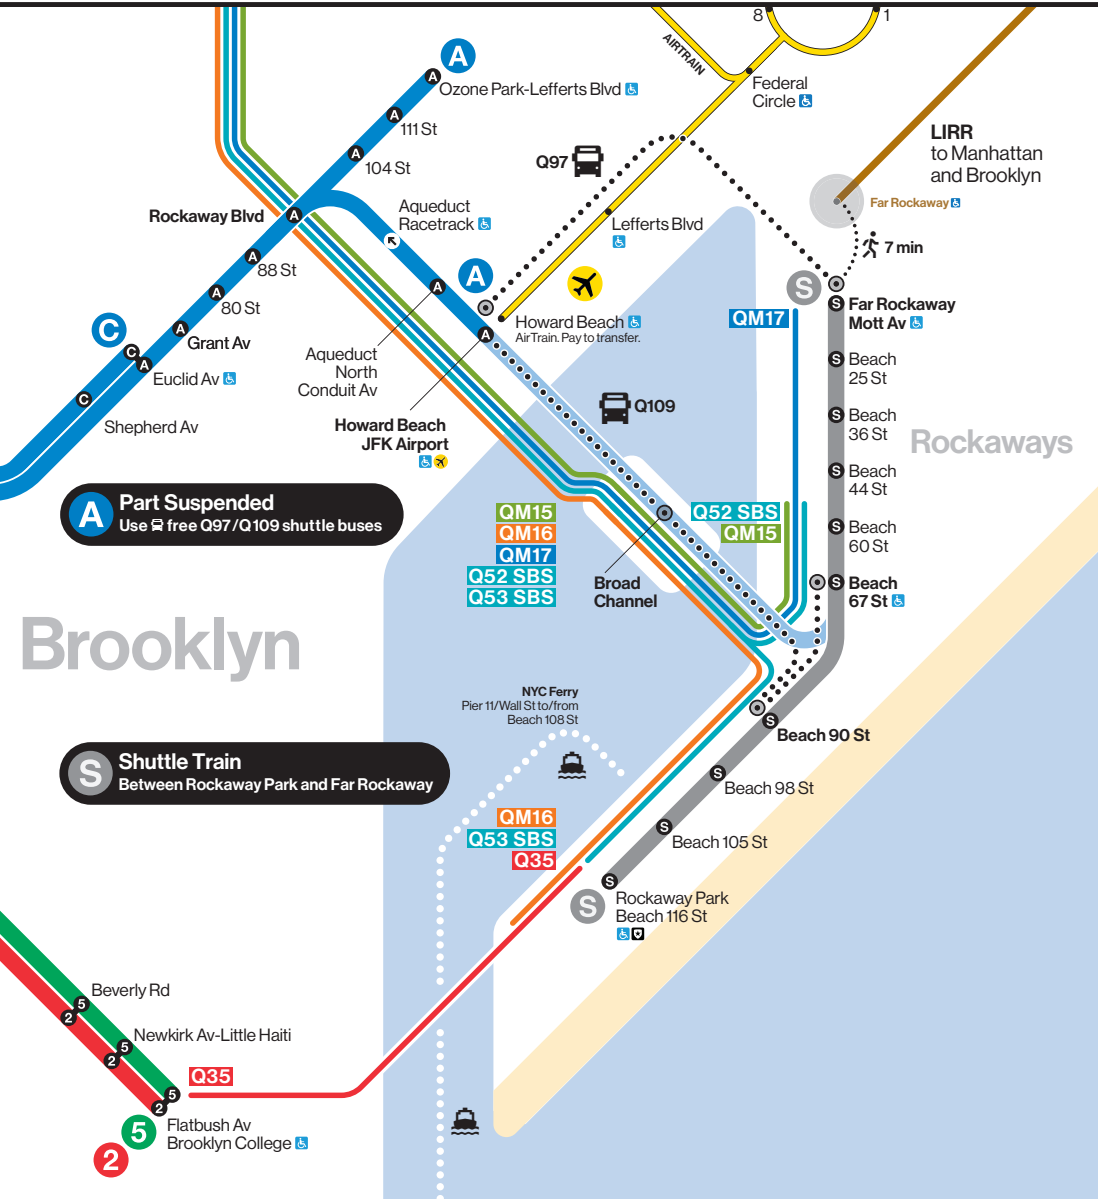 8
1
AIRTRAIN
A
A
Ozone Park-Lefferts Blvd
Federal
Circle
A
111 St
LIRR
to Manhattan
and Brooklyn
A
104 St
Q97
Far Rockaway
Rockaway Blvd
A
Aqueduct
Racetrack
Lefferts Blvd
7 min
A
88 St
A
A
S
A
80 St
S
Far Rockaway
Mott Av
QM17
Howard Beach
AirTrain. Pay to transfer.
C
A
Grant Av
A
C
A
Euclid Av
Aqueduct
North
Conduit Av
S
Beach
25 St
C
Shepherd Av
Q109
S
Beach
36 St
Howard Beach
JFK Airport
Rockaways
S
Beach
44 St
A
Part Suspended
Use free Q97/Q109 shuttle buses
QM15
QM16
QM17
Q52 SBS
Q53 SBS
Q52 SBS
QM15
S
Beach
60 St
Broad
Channel
S
Beach
67 St
Brooklyn
NYC Ferry
Pier 11/Wall St to/from
Beach 108 St
S
Beach 90 St
S
Shuttle Train
Between Rockaway Park and Far Rockaway
S
Beach 98 St
QM16
Q53 SBS
Q35
S
Beach 105 St
S
S
Rockaway Park
Beach 116 St
Beverly Rd
5
2
Newkirk Av-Little Haiti
5
2
Q35
5
2
Flatbush Av
Brooklyn College
5
2